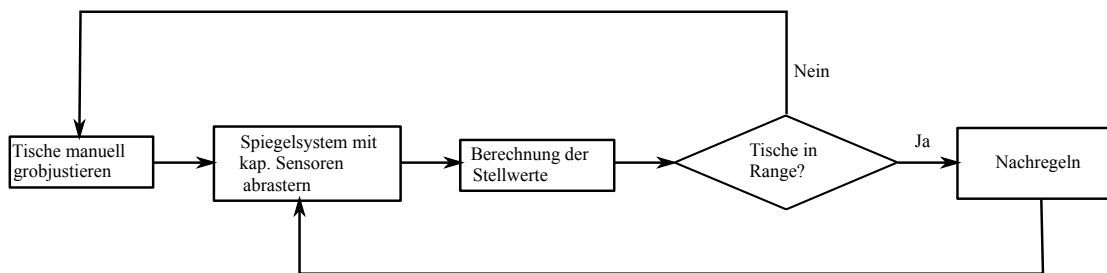 Nein
Tische manuell
grobjustieren
Spiegelsystem mit
kap. Sensoren
abrastern
Berechnung der
Stellwerte
Tische in
Range?
Ja
Nachregeln